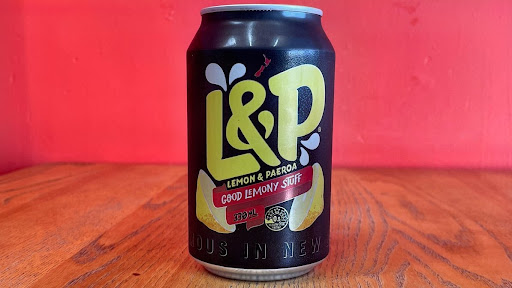 L&P
LEMON & PAEROA
GOOD LEMONY STUFF
OUS IN NEW